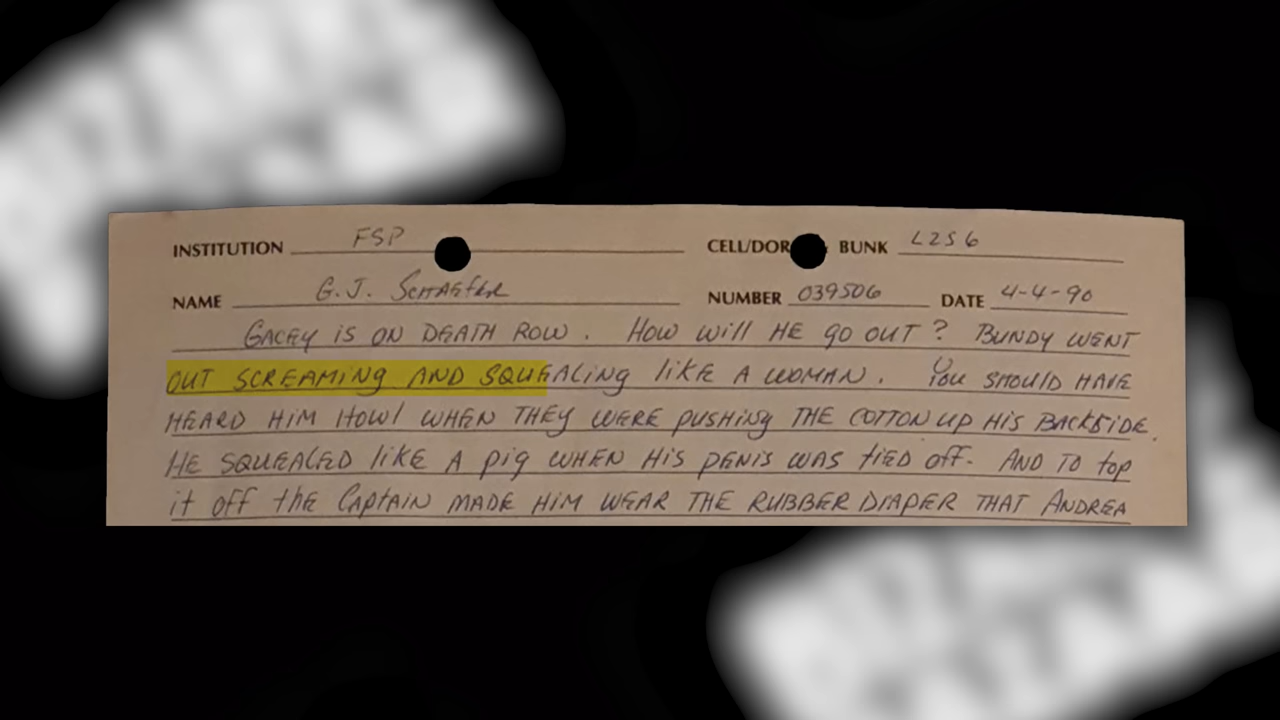 INSTITUTION FSP CELL/DOR BUNK L2S6
NAME G.J. SCHAEFER NUMBER 039506 DATE 4-4-90
GACEY IS ON DEATH ROW. HOW WILL HE GO OUT? BUNDY WENT
OUT SCREAMING AND SQUEALING LIKE A WOMAN. YOU SHOULD HAVE
HEARD HIM HOWL WHEN THEY WERE PUSHING THE COTTON UP HIS BACKSIDE.
HE SQUEALED LIKE A PIG WHEN HIS PENIS WAS TIED OFF. AND TO TOP
IT OFF THE CAPTAIN MADE HIM WEAR THE RUBBER DIAPER THAT ANDREA